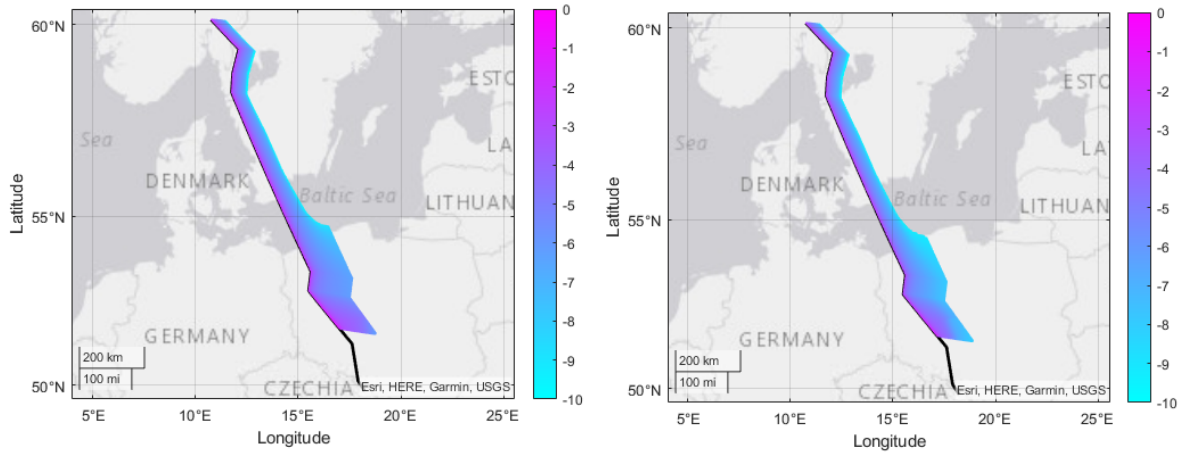 60°N
55°N
50°N
Latitude
5°E
10°E
15°E
20°E
25°E
Longitude
Sea
DENMARK
Baltic Sea
ESTO
LA
LITHUAN
GERMANY
CZECHIA
200 km
100 mi
Esri, HERE, Garmin, USGS
0
-1
-2
-3
-4
-5
-6
-7
-8
-9
-10
60°N
55°N
50°N
Latitude
5°E
10°E
15°E
20°E
25°E
Longitude
Sea
DENMARK
Baltic Sea
ESTO
LAT
LITHUAN
GERMANY
CZECHIA
200 km
100 mi
Esri, HERE, Garmin, USGS
0
-1
-2
-3
-4
-5
-6
-7
-8
-9
-10